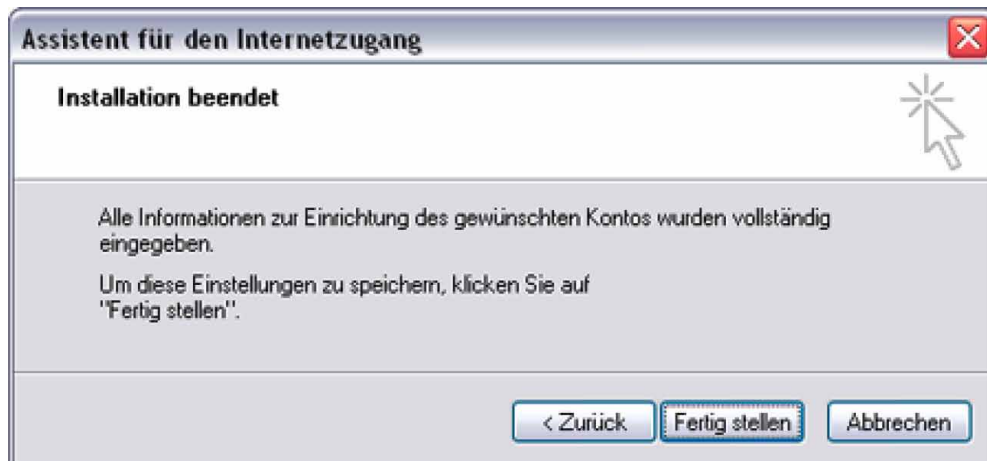 Assistent für den Internetzugang
Installation beendet
Alle Informationen zur Einrichtung des gewünschten Kontos wurden vollständig
eingegeben.
Um diese Einstellungen zu speichern, klicken Sie auf
"Fertig stellen".
< Zurück
Fertig stellen
Abbrechen